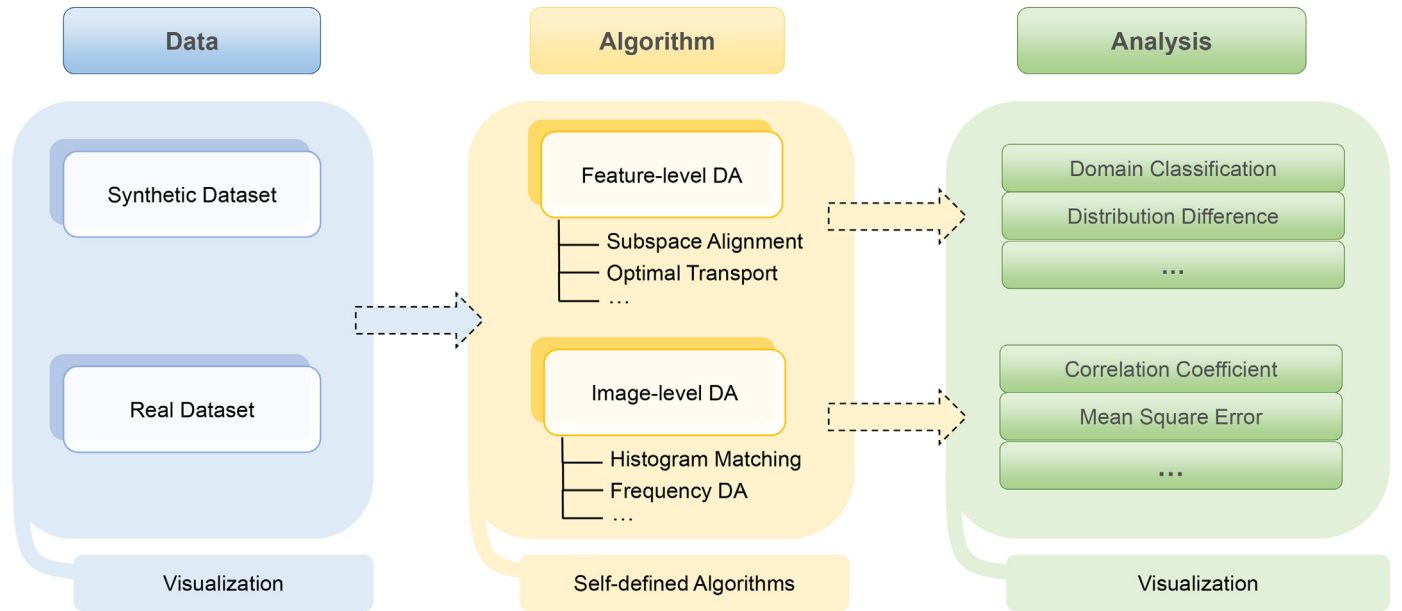 Data
Synthetic Dataset
Real Dataset
Visualization
Algorithm
Feature-level DA
Subspace Alignment
Optimal Transport
...
Image-level DA
Histogram Matching
Frequency DA
...
Self-defined Algorithms
Analysis
Domain Classification
Distribution Difference
...
Correlation Coefficient
Mean Square Error
...
Visualization